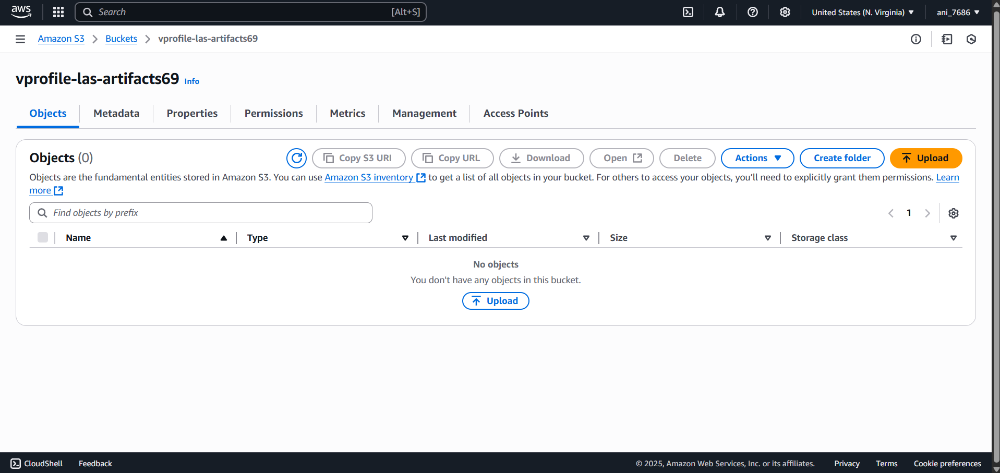 aws
Search [Alt+S]
United States (N. Virginia)
ani_7686
Amazon S3 > Buckets > vprofile-las-artifacts69
vprofile-las-artifacts69 Info
Objects
Metadata
Properties
Permissions
Metrics
Management
Access Points
Objects (0)
Copy S3 URI
Copy URL
Download
Open
Delete
Actions
Create folder
Upload
Objects are the fundamental entities stored in Amazon S3. You can use Amazon S3 inventory to get a list of all objects in your bucket. For others to access your objects, you’ll need to explicitly grant them permissions. Learn
more
Find objects by prefix
1
Name
Type
Last modified
Size
Storage class
No objects
You don't have any objects in this bucket.
Upload
CloudShell
Feedback
© 2025, Amazon Web Services, Inc. or its affiliates.
Privacy
Terms
Cookie preferences